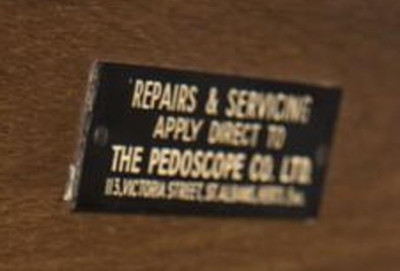 REPAIRS & SERVICING
APPLY DIRECT TO
THE PEDOSCOPE CO. LTD.
113, VICTORIA STREET, ST. ALBANS, HERTS.